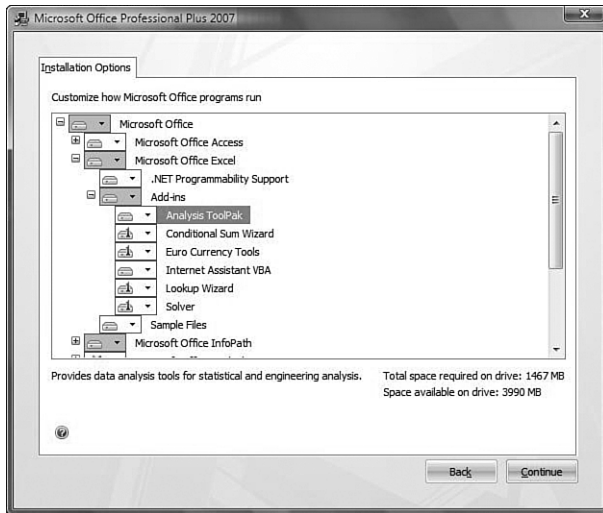 Microsoft Office Professional Plus 2007
Installation Options
Customize how Microsoft Office programs run
Microsoft Office
Microsoft Office Access
Microsoft Office Excel
.NET Programmability Support
Add-ins
Analysis ToolPak
Conditional Sum Wizard
Euro Currency Tools
Internet Assistant VBA
Lookup Wizard
Solver
Sample Files
Microsoft Office InfoPath
Provides data analysis tools for statistical and engineering analysis.
Total space required on drive: 1467 MB
Space available on drive: 3990 MB
Back
Continue